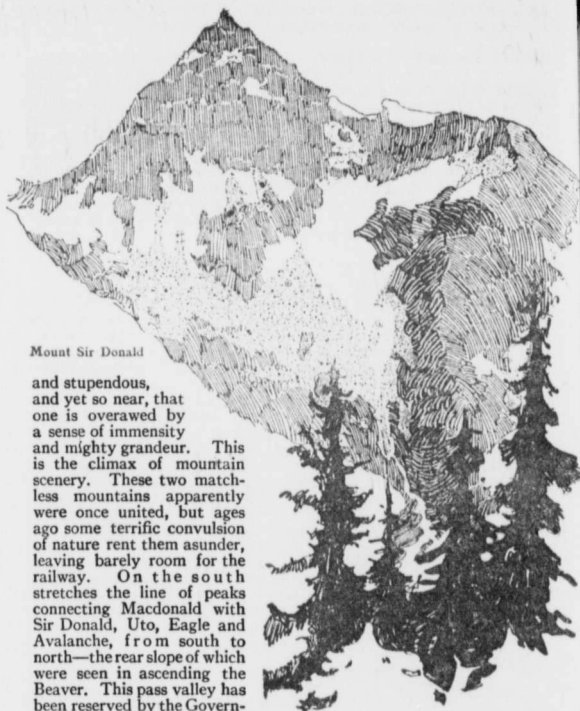 Mount Sir Donald
and stupendous,
and yet so near, that
one is overawed by
a sense of immensity
and mighty grandeur. This
is the climax of mountain
scenery. These two match-
less mountains apparently
were once united, but ages
ago some terrific convulsion
of nature rent them asunder,
leaving barely room for the
railway. On the south
stretches the line of peaks
connecting Macdonald with
Sir Donald, Uto, Eagle and
Avalanche, from south to
north—the rear slope of which
were seen in ascending the
Beaver. This pass valley has
been reserved by the Govern-